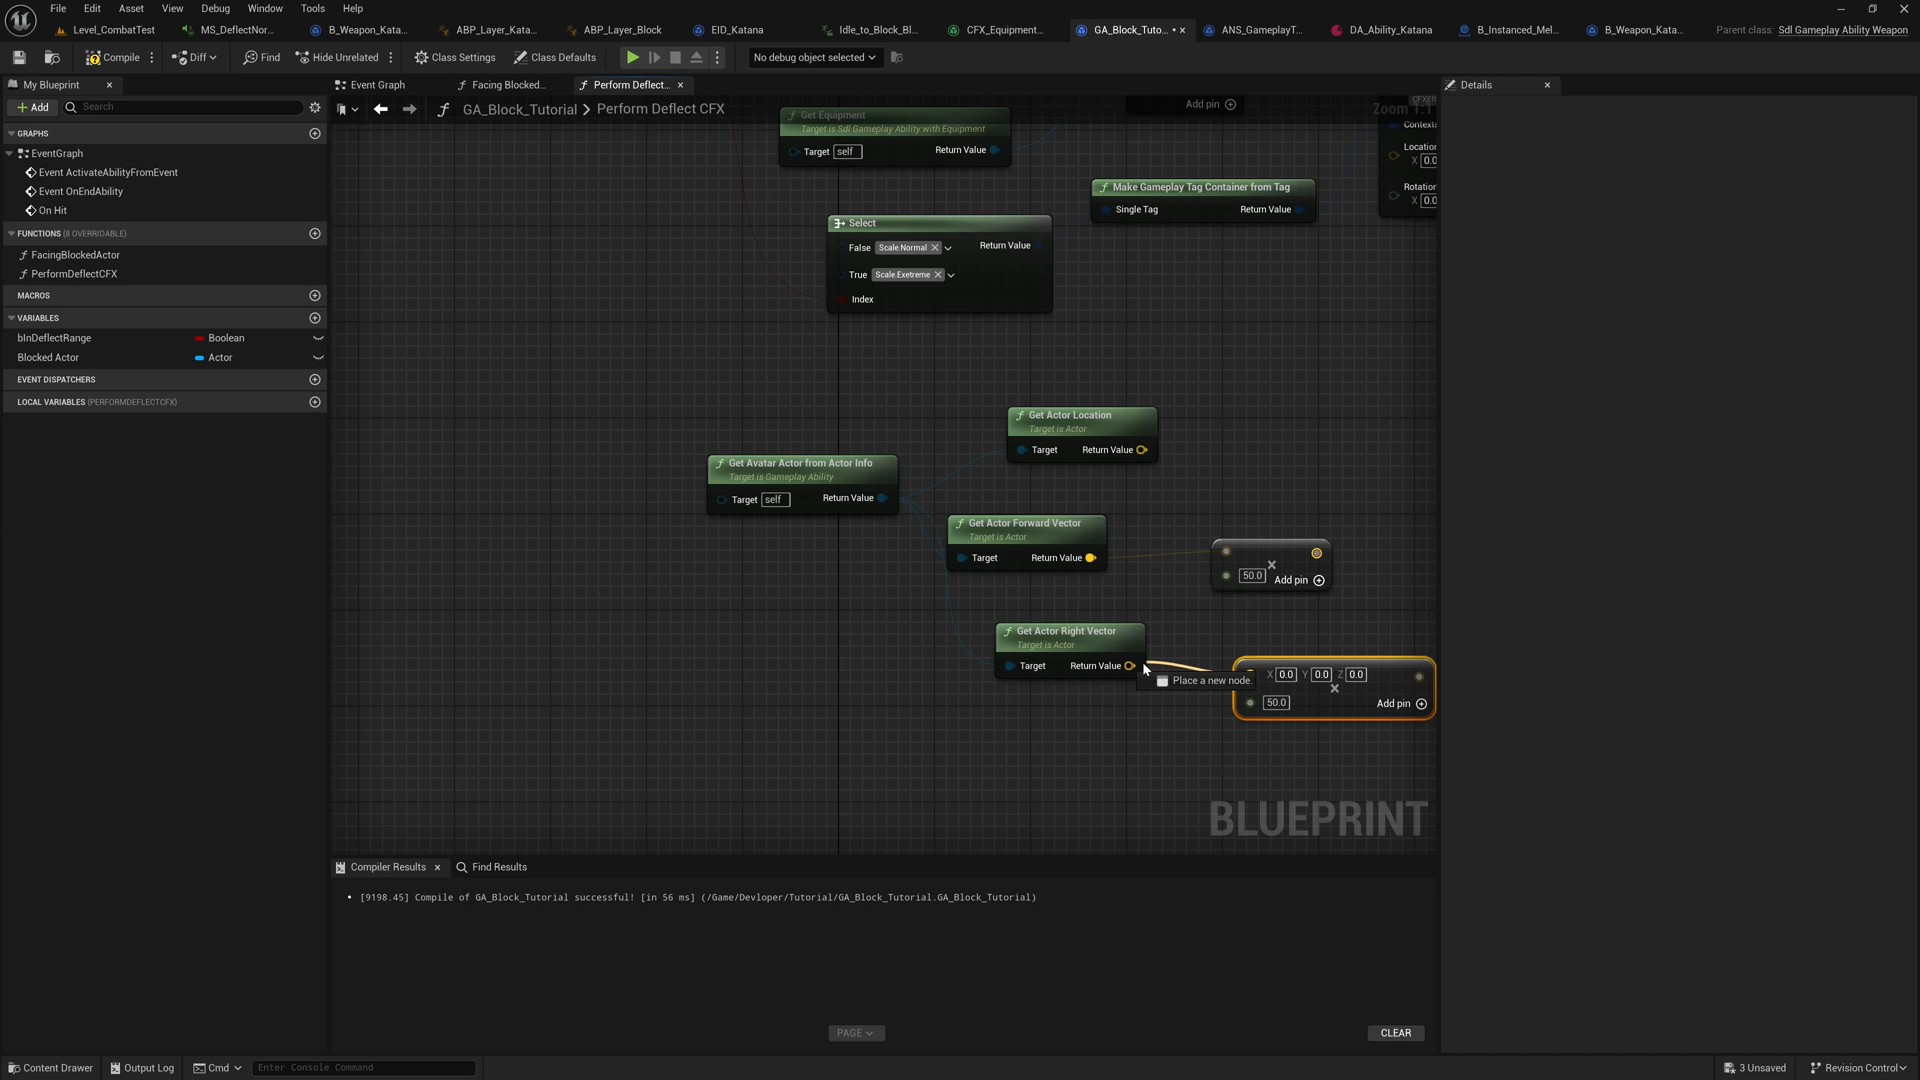 File Edit Asset View Debug Window Tools Help
Level_CombatTest MS_DeflectNor... B_Weapon_Kata... ABP_Layer_Kata... ABP_Layer_Block EID_Katana Idle_to_Block_Bl... CFX_Equipment... GA_Block_Tuto... • × ANS_GameplayT... DA_Ability_Katana B_Instanced_Mel... B_Weapon_Kata... Parent class: Sdl Gameplay Ability Weapon
Compile Diff Find Hide Unrelated Class Settings Class Defaults No debug object selected
My Blueprint × Event Graph Facing Blocked... Perform Deflect... × Details ×
+ Add Search
GA_Block_Tutorial > Perform Deflect CFX
Zoom 1:1
GRAPHS
EventGraph
Event ActivateAbilityFromEvent
Event OnEndAbility
On Hit
FUNCTIONS (8 OVERRIDABLE)
FacingBlockedActor
PerformDeflectCFX
MACROS
VARIABLES
bInDeflectRange Boolean
Blocked Actor Actor
EVENT DISPATCHERS
LOCAL VARIABLES (PERFORMDEFLECTCFX)
Add pin
Get Equipment
Target is Sdl Gameplay Ability with Equipment
Target self Return Value
Contexts
Location
X 0.0
Rotation
X 0.0
Make Gameplay Tag Container from Tag
Single Tag Return Value
Select
False Scale.Normal × Return Value
True Scale.Exetreme ×
Index
Get Actor Location
Target is Actor
Target Return Value
Get Avatar Actor from Actor Info
Target is Gameplay Ability
Target self Return Value
Get Actor Forward Vector
Target is Actor
Target Return Value
50.0 Add pin
Get Actor Right Vector
Target is Actor
Target Return Value
Place a new node.
X 0.0 Y 0.0 Z 0.0
50.0 Add pin
BLUEPRINT
Compiler Results × Find Results
• [9198.45] Compile of GA_Block_Tutorial successful! [in 56 ms] (/Game/Devloper/Tutorial/GA_Block_Tutorial.GA_Block_Tutorial)
PAGE CLEAR
Content Drawer Output Log Cmd Enter Console Command 3 Unsaved Revision Control